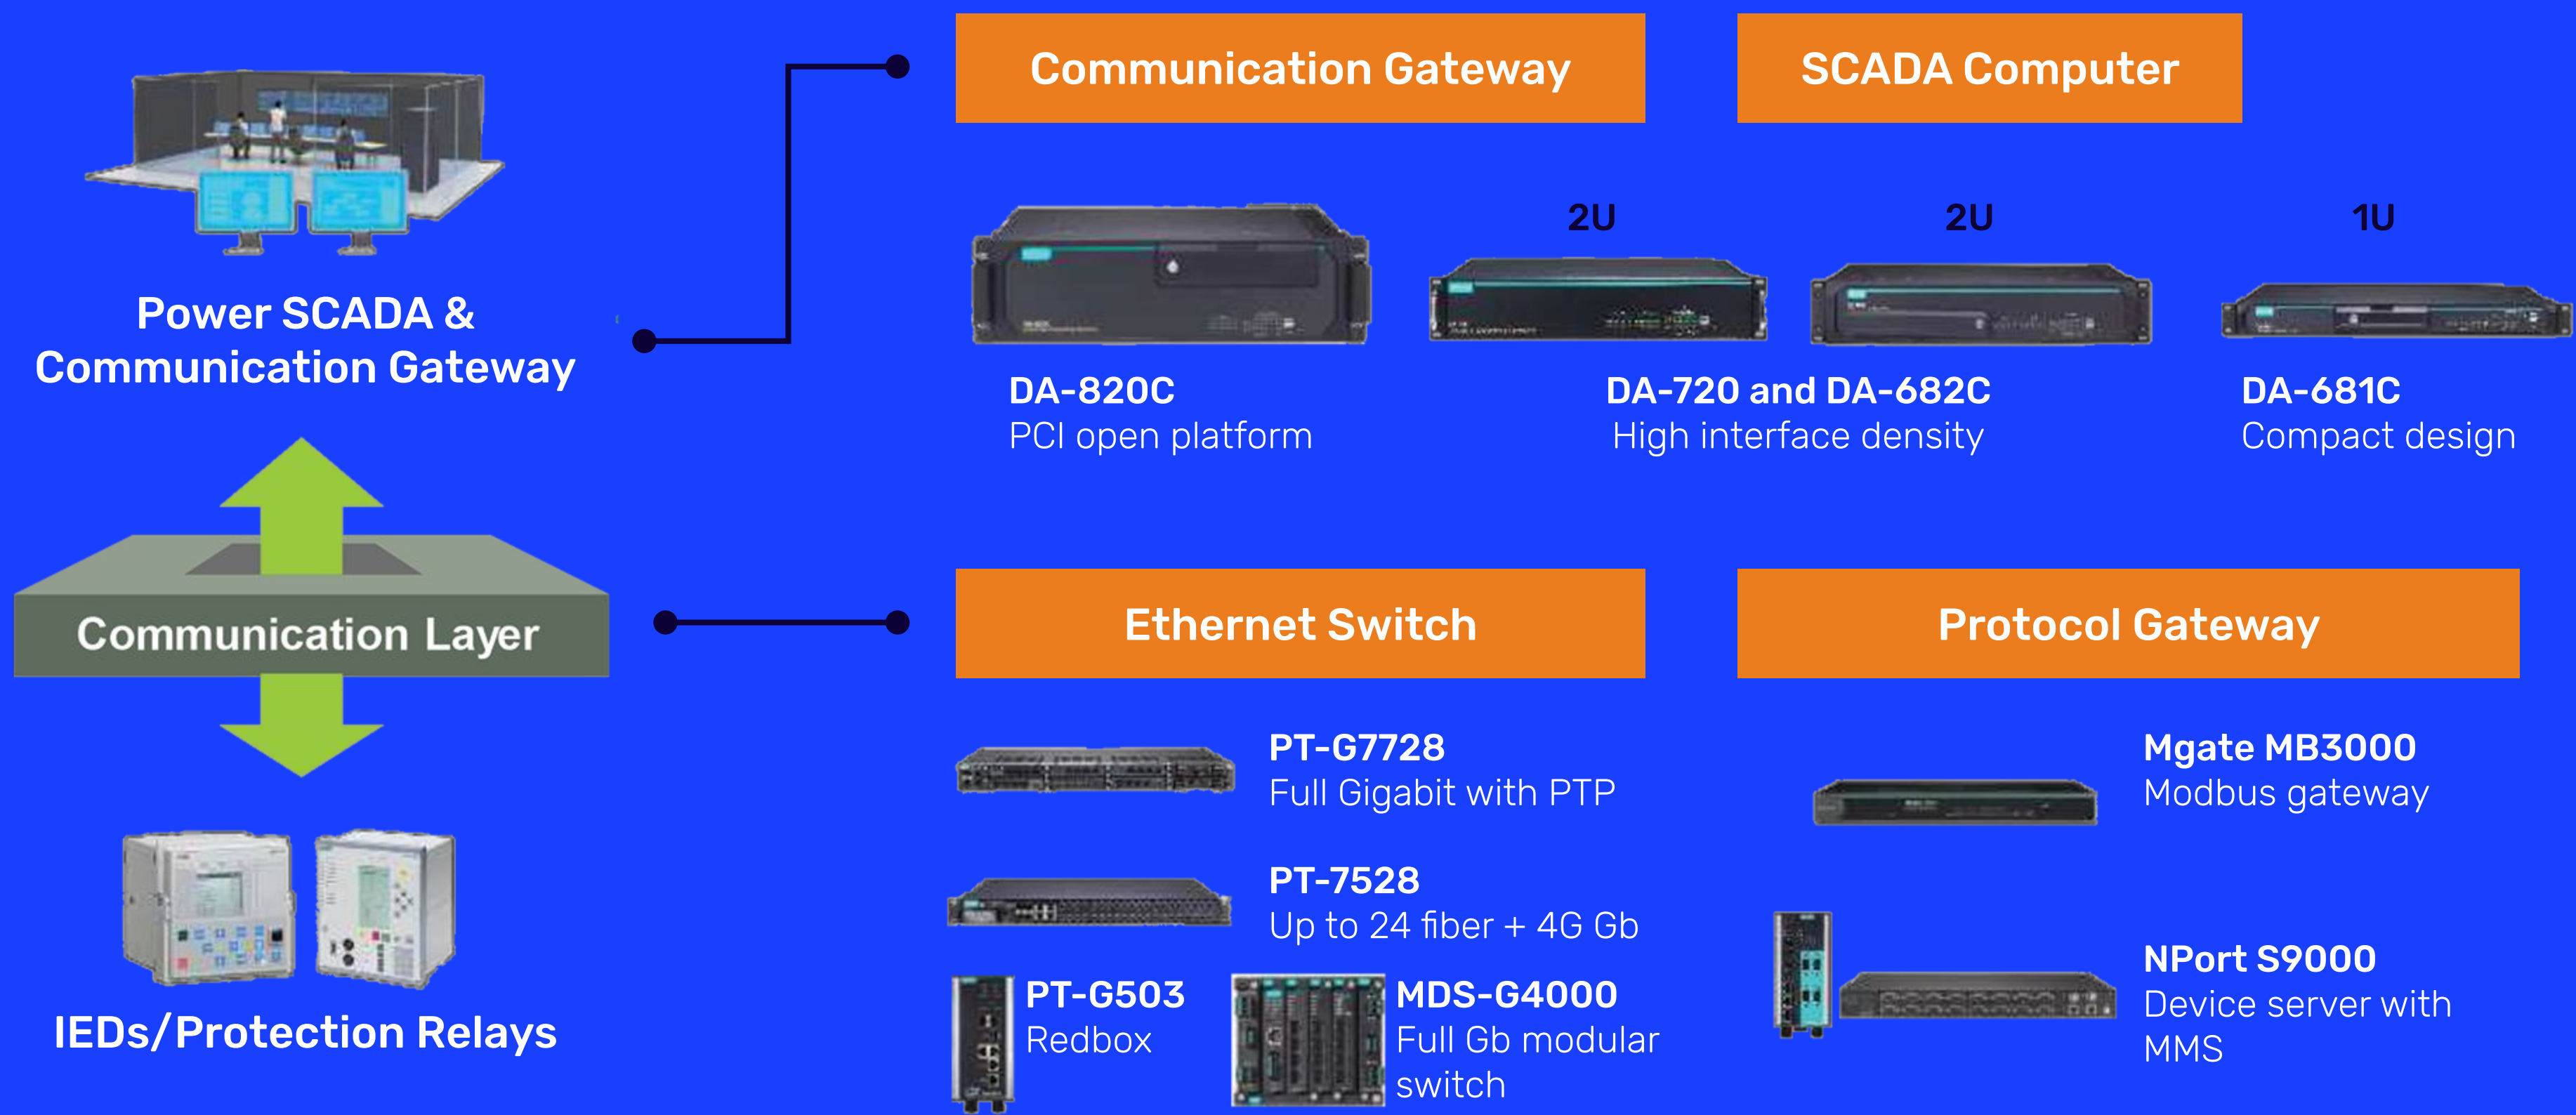 Communication Gateway
SCADA Computer
2U
2U
1U
Power SCADA &
Communication Gateway
DA-820C
PCI open platform
DA-720 and DA-682C
High interface density
DA-681C
Compact design
Communication Layer
Ethernet Switch
Protocol Gateway
PT-G7728
Full Gigabit with PTP
Mgate MB3000
Modbus gateway
PT-7528
Up to 24 fiber + 4G Gb
PT-G503
Redbox
MDS-G4000
Full Gb modular
switch
NPort S9000
Device server with
MMS
IEDs/Protection Relays